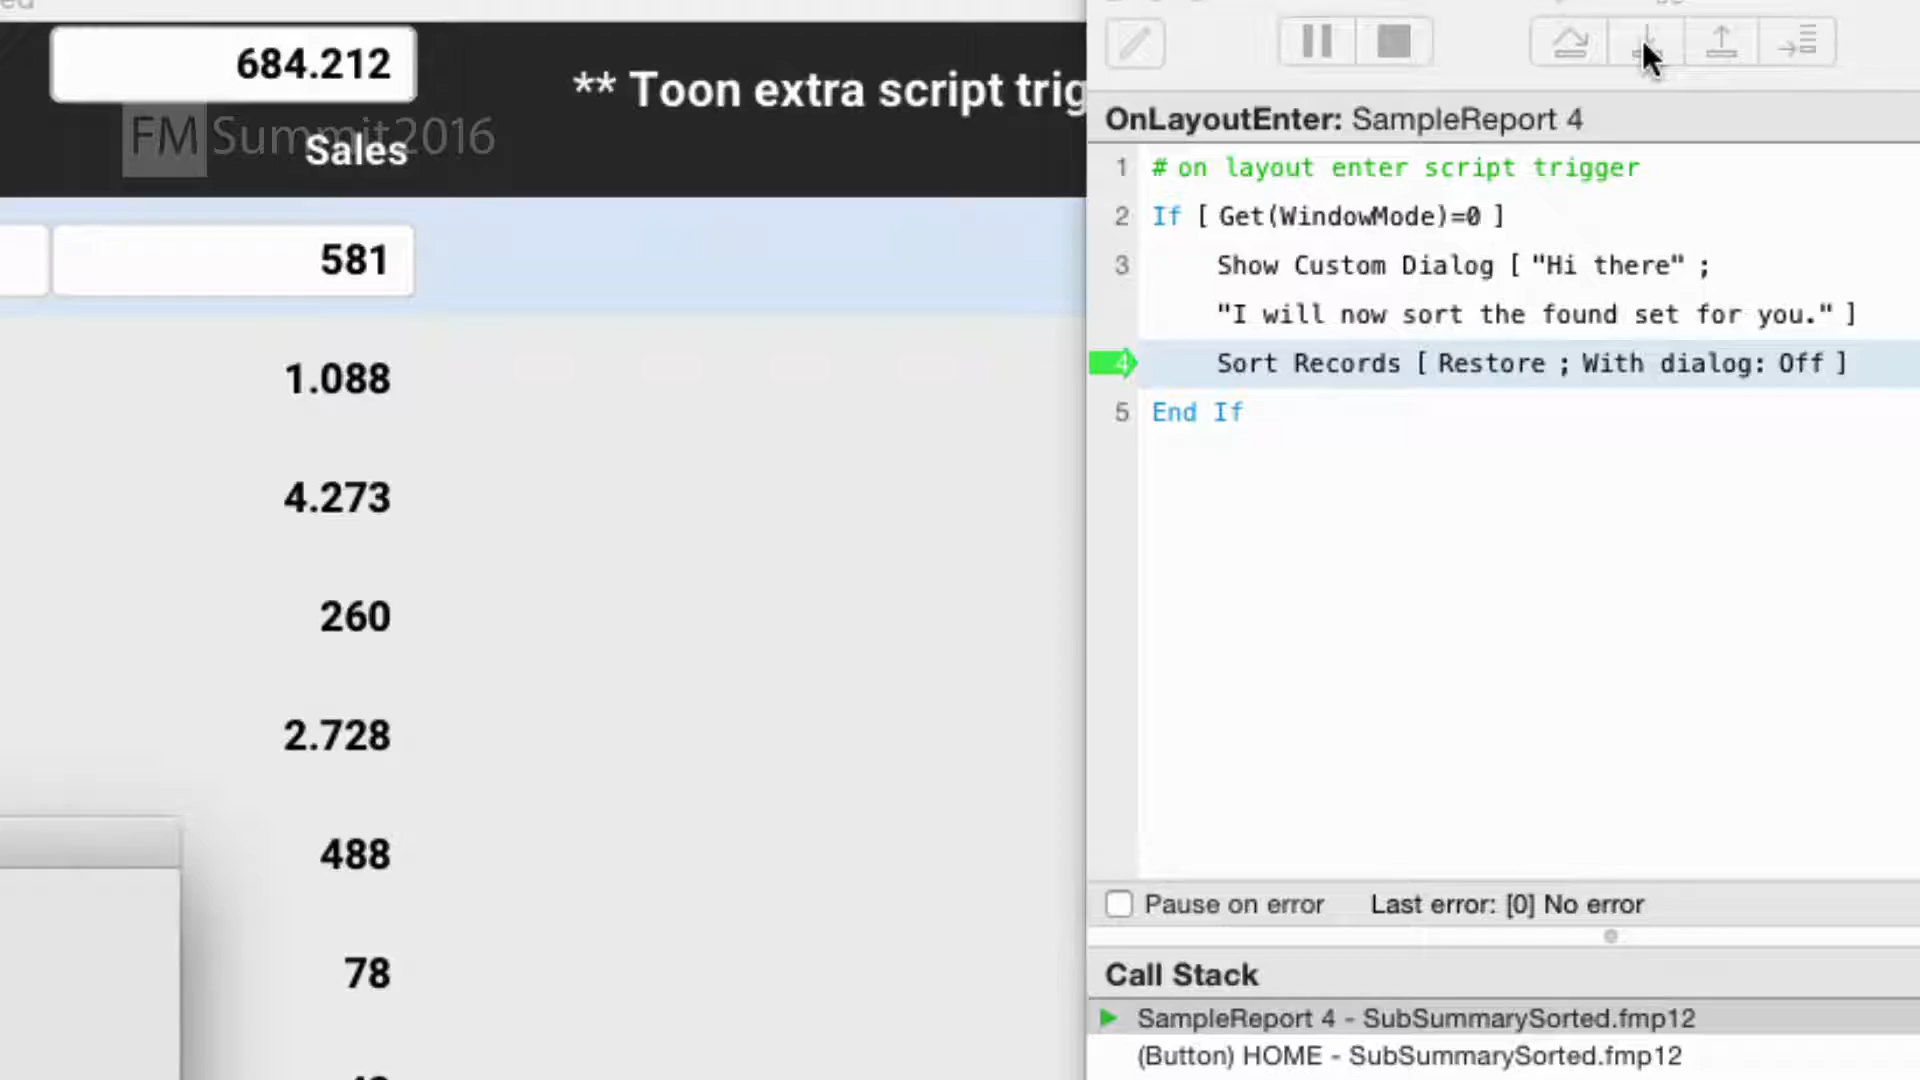 684.212
** Toon extra script trig
FM Summit2016
Sales
581
1.088
4.273
260
2.728
488
78
OnLayoutEnter: SampleReport 4
1 # on layout enter script trigger
2 If [ Get(WindowMode)=0 ]
3 Show Custom Dialog [ "Hi there" ;
"I will now sort the found set for you." ]
4 Sort Records [ Restore ; With dialog: Off ]
5 End If
Pause on error Last error: [0] No error
Call Stack
SampleReport 4 - SubSummarySorted.fmp12
(Button) HOME - SubSummarySorted.fmp12